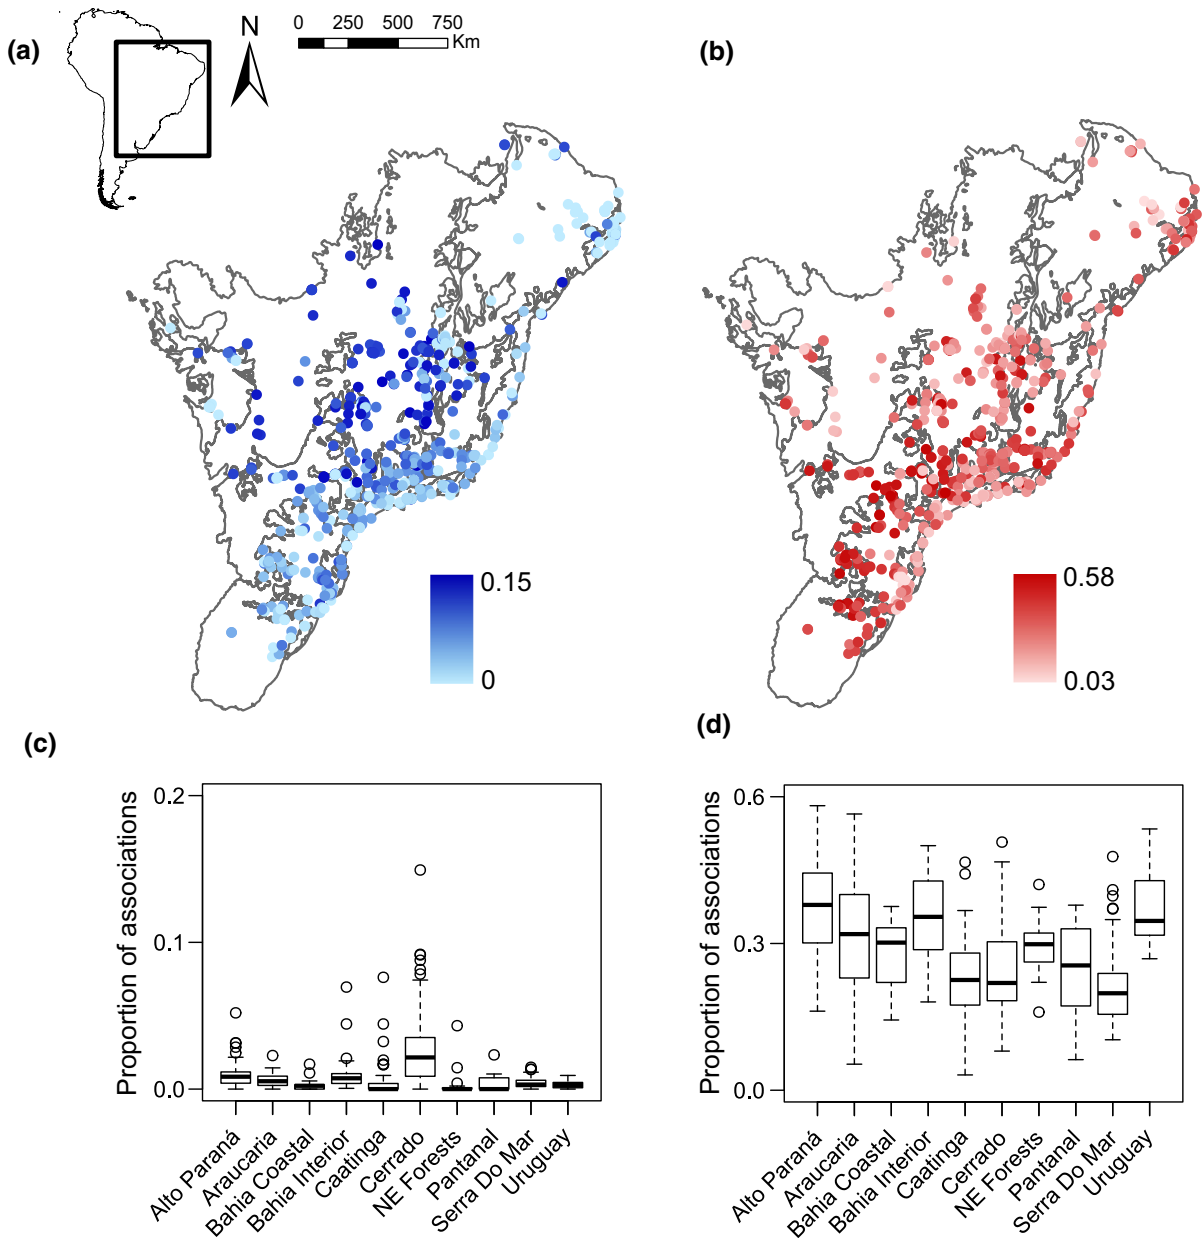 (a)
N
0 250 500 750
Km
(b)
0.15
0
0.58
0.03
(c)
Proportion of associations
0.2
0.1
0.0
Alto Paraná
Araucaria
Bahia Coastal
Bahia Interior
Caatinga
Cerrado
NE Forests
Pantanal
Serra Do Mar
Uruguay
(d)
Proportion of associations
0.6
0.3
0.0
Alto Paraná
Araucaria
Bahia Coastal
Bahia Interior
Caatinga
Cerrado
NE Forests
Pantanal
Serra Do Mar
Uruguay